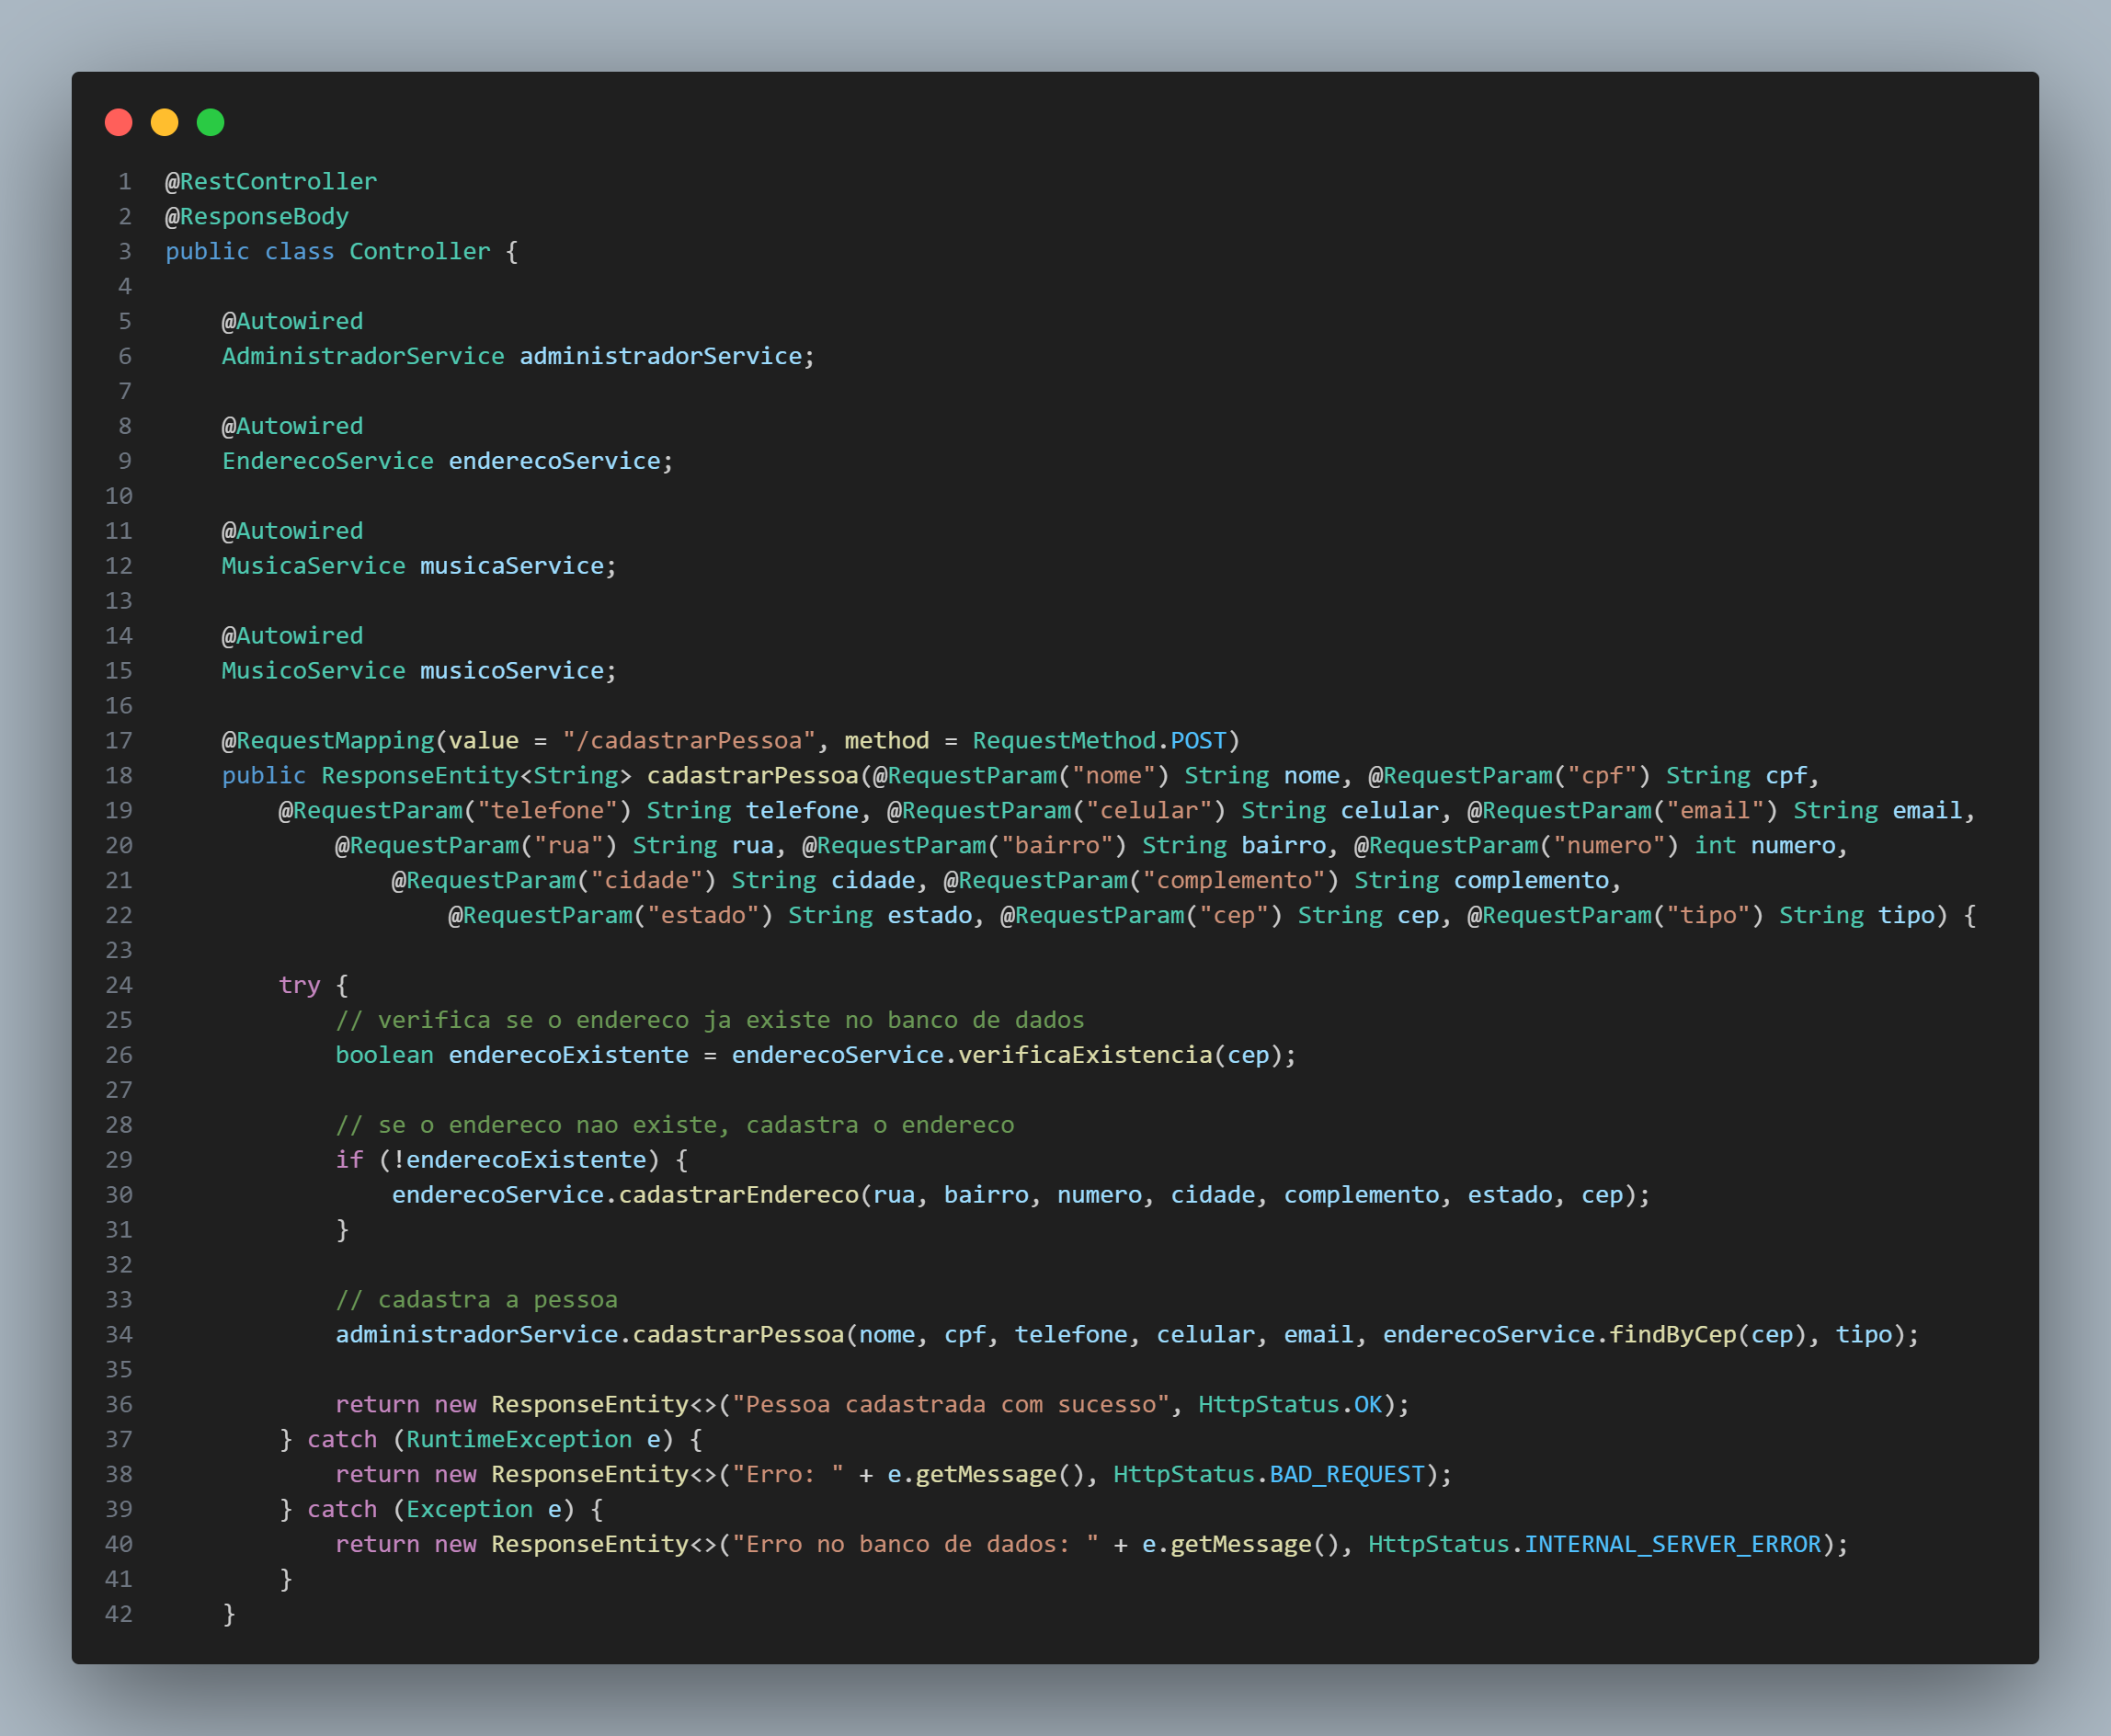 1 @RestController
2 @ResponseBody
3 public class Controller {
4
5     @Autowired
6     AdministradorService administradorService;
7
8     @Autowired
9     EnderecoService enderecoService;
10
11     @Autowired
12     MusicaService musicaService;
13
14     @Autowired
15     MusicoService musicoService;
16
17     @RequestMapping(value = "/cadastrarPessoa", method = RequestMethod.POST)
18     public ResponseEntity<String> cadastrarPessoa(@RequestParam("nome") String nome, @RequestParam("cpf") String cpf,
19         @RequestParam("telefone") String telefone, @RequestParam("celular") String celular, @RequestParam("email") String email,
20             @RequestParam("rua") String rua, @RequestParam("bairro") String bairro, @RequestParam("numero") int numero,
21                 @RequestParam("cidade") String cidade, @RequestParam("complemento") String complemento,
22                     @RequestParam("estado") String estado, @RequestParam("cep") String cep, @RequestParam("tipo") String tipo) {
23
24         try {
25             // verifica se o endereco ja existe no banco de dados
26             boolean enderecoExistente = enderecoService.verificaExistencia(cep);
27
28             // se o endereco nao existe, cadastra o endereco
29             if (!enderecoExistente) {
30                 enderecoService.cadastrarEndereco(rua, bairro, numero, cidade, complemento, estado, cep);
31             }
32
33             // cadastra a pessoa
34             administradorService.cadastrarPessoa(nome, cpf, telefone, celular, email, enderecoService.findByCep(cep), tipo);
35
36             return new ResponseEntity<>("Pessoa cadastrada com sucesso", HttpStatus.OK);
37         } catch (RuntimeException e) {
38             return new ResponseEntity<>("Erro: " + e.getMessage(), HttpStatus.BAD_REQUEST);
39         } catch (Exception e) {
40             return new ResponseEntity<>("Erro no banco de dados: " + e.getMessage(), HttpStatus.INTERNAL_SERVER_ERROR);
41         }
42     }